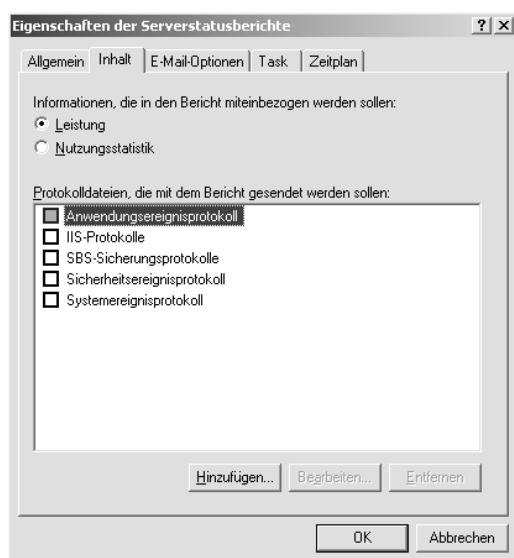 Eigenschaften der Serverstatusberichte
Allgemein Inhalt E-Mail-Optionen Task Zeitplan
Informationen, die in den Bericht miteinbezogen werden sollen:
Leistung
Nutzungsstatistik
Protokolldateien, die mit dem Bericht gesendet werden sollen:
Anwendungsereignisprotokoll
IIS-Protokolle
SBS-Sicherungsprotokolle
Sicherheitsereignisprotokoll
Systemereignisprotokoll
Hinzufügen... Bearbeiten... Entfernen
OK Abbrechen